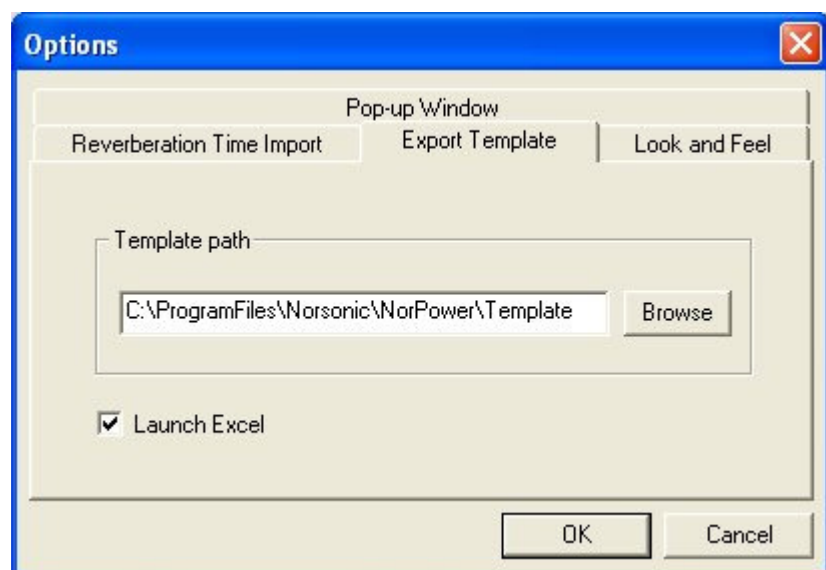 Options
Pop-up Window
Reverberation Time Import Export Template Look and Feel
Template path
C:\ProgramFiles\Norsonic\NorPower\Template Browse
Launch Excel
OK Cancel